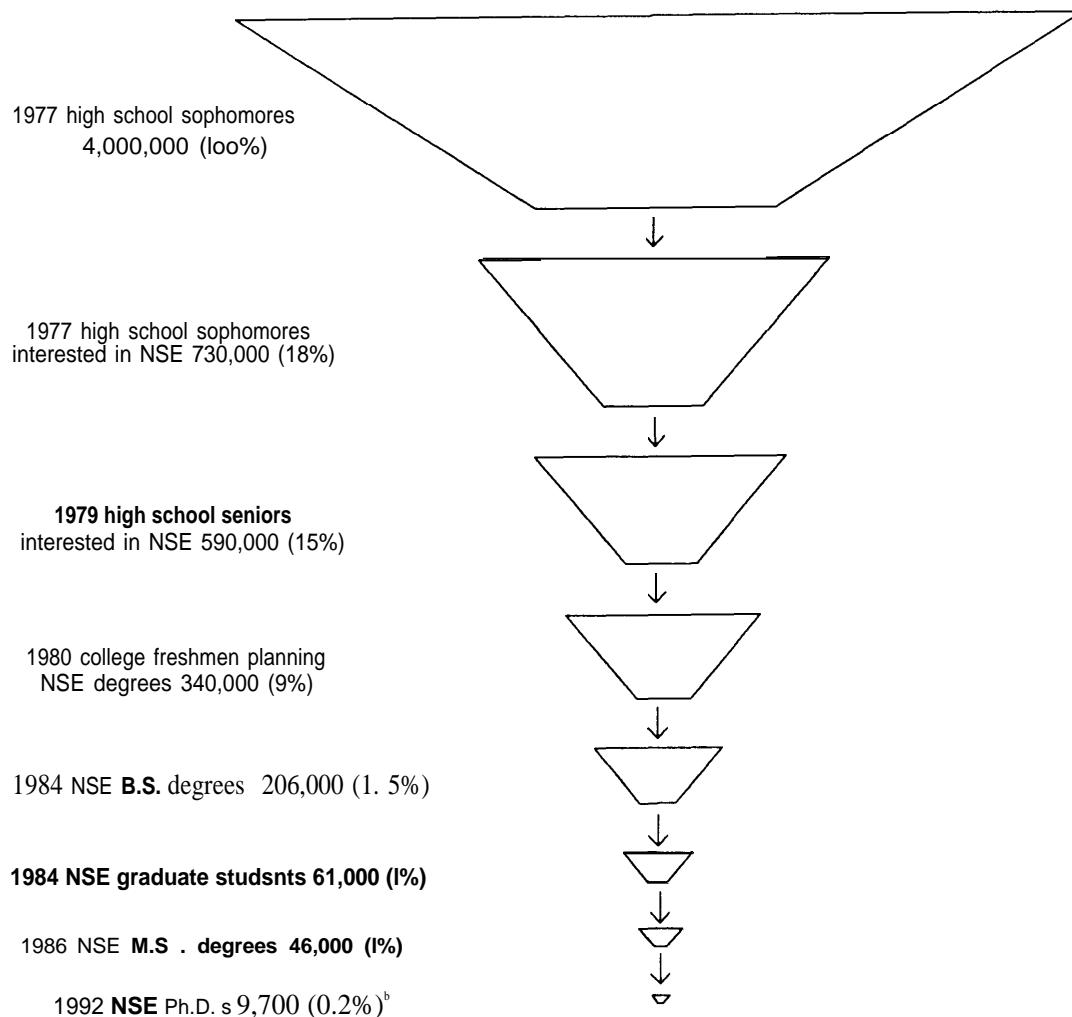 1977 high school sophomores
4,000,000 (loo%)
1977 high school sophomores
interested in NSE 730,000 (18%)
1979 high school seniors
interested in NSE 590,000 (15%)
1980 college freshmen planning
NSE degrees 340,000 (9%)
1984 NSE B.S. degrees 206,000 (1. 5%)
1984 NSE graduate studsnts 61,000 (l%)
1986 NSE M.S . degrees 46,000 (l%)
1992 NSE Ph.D. s 9,700 (0.2%)b